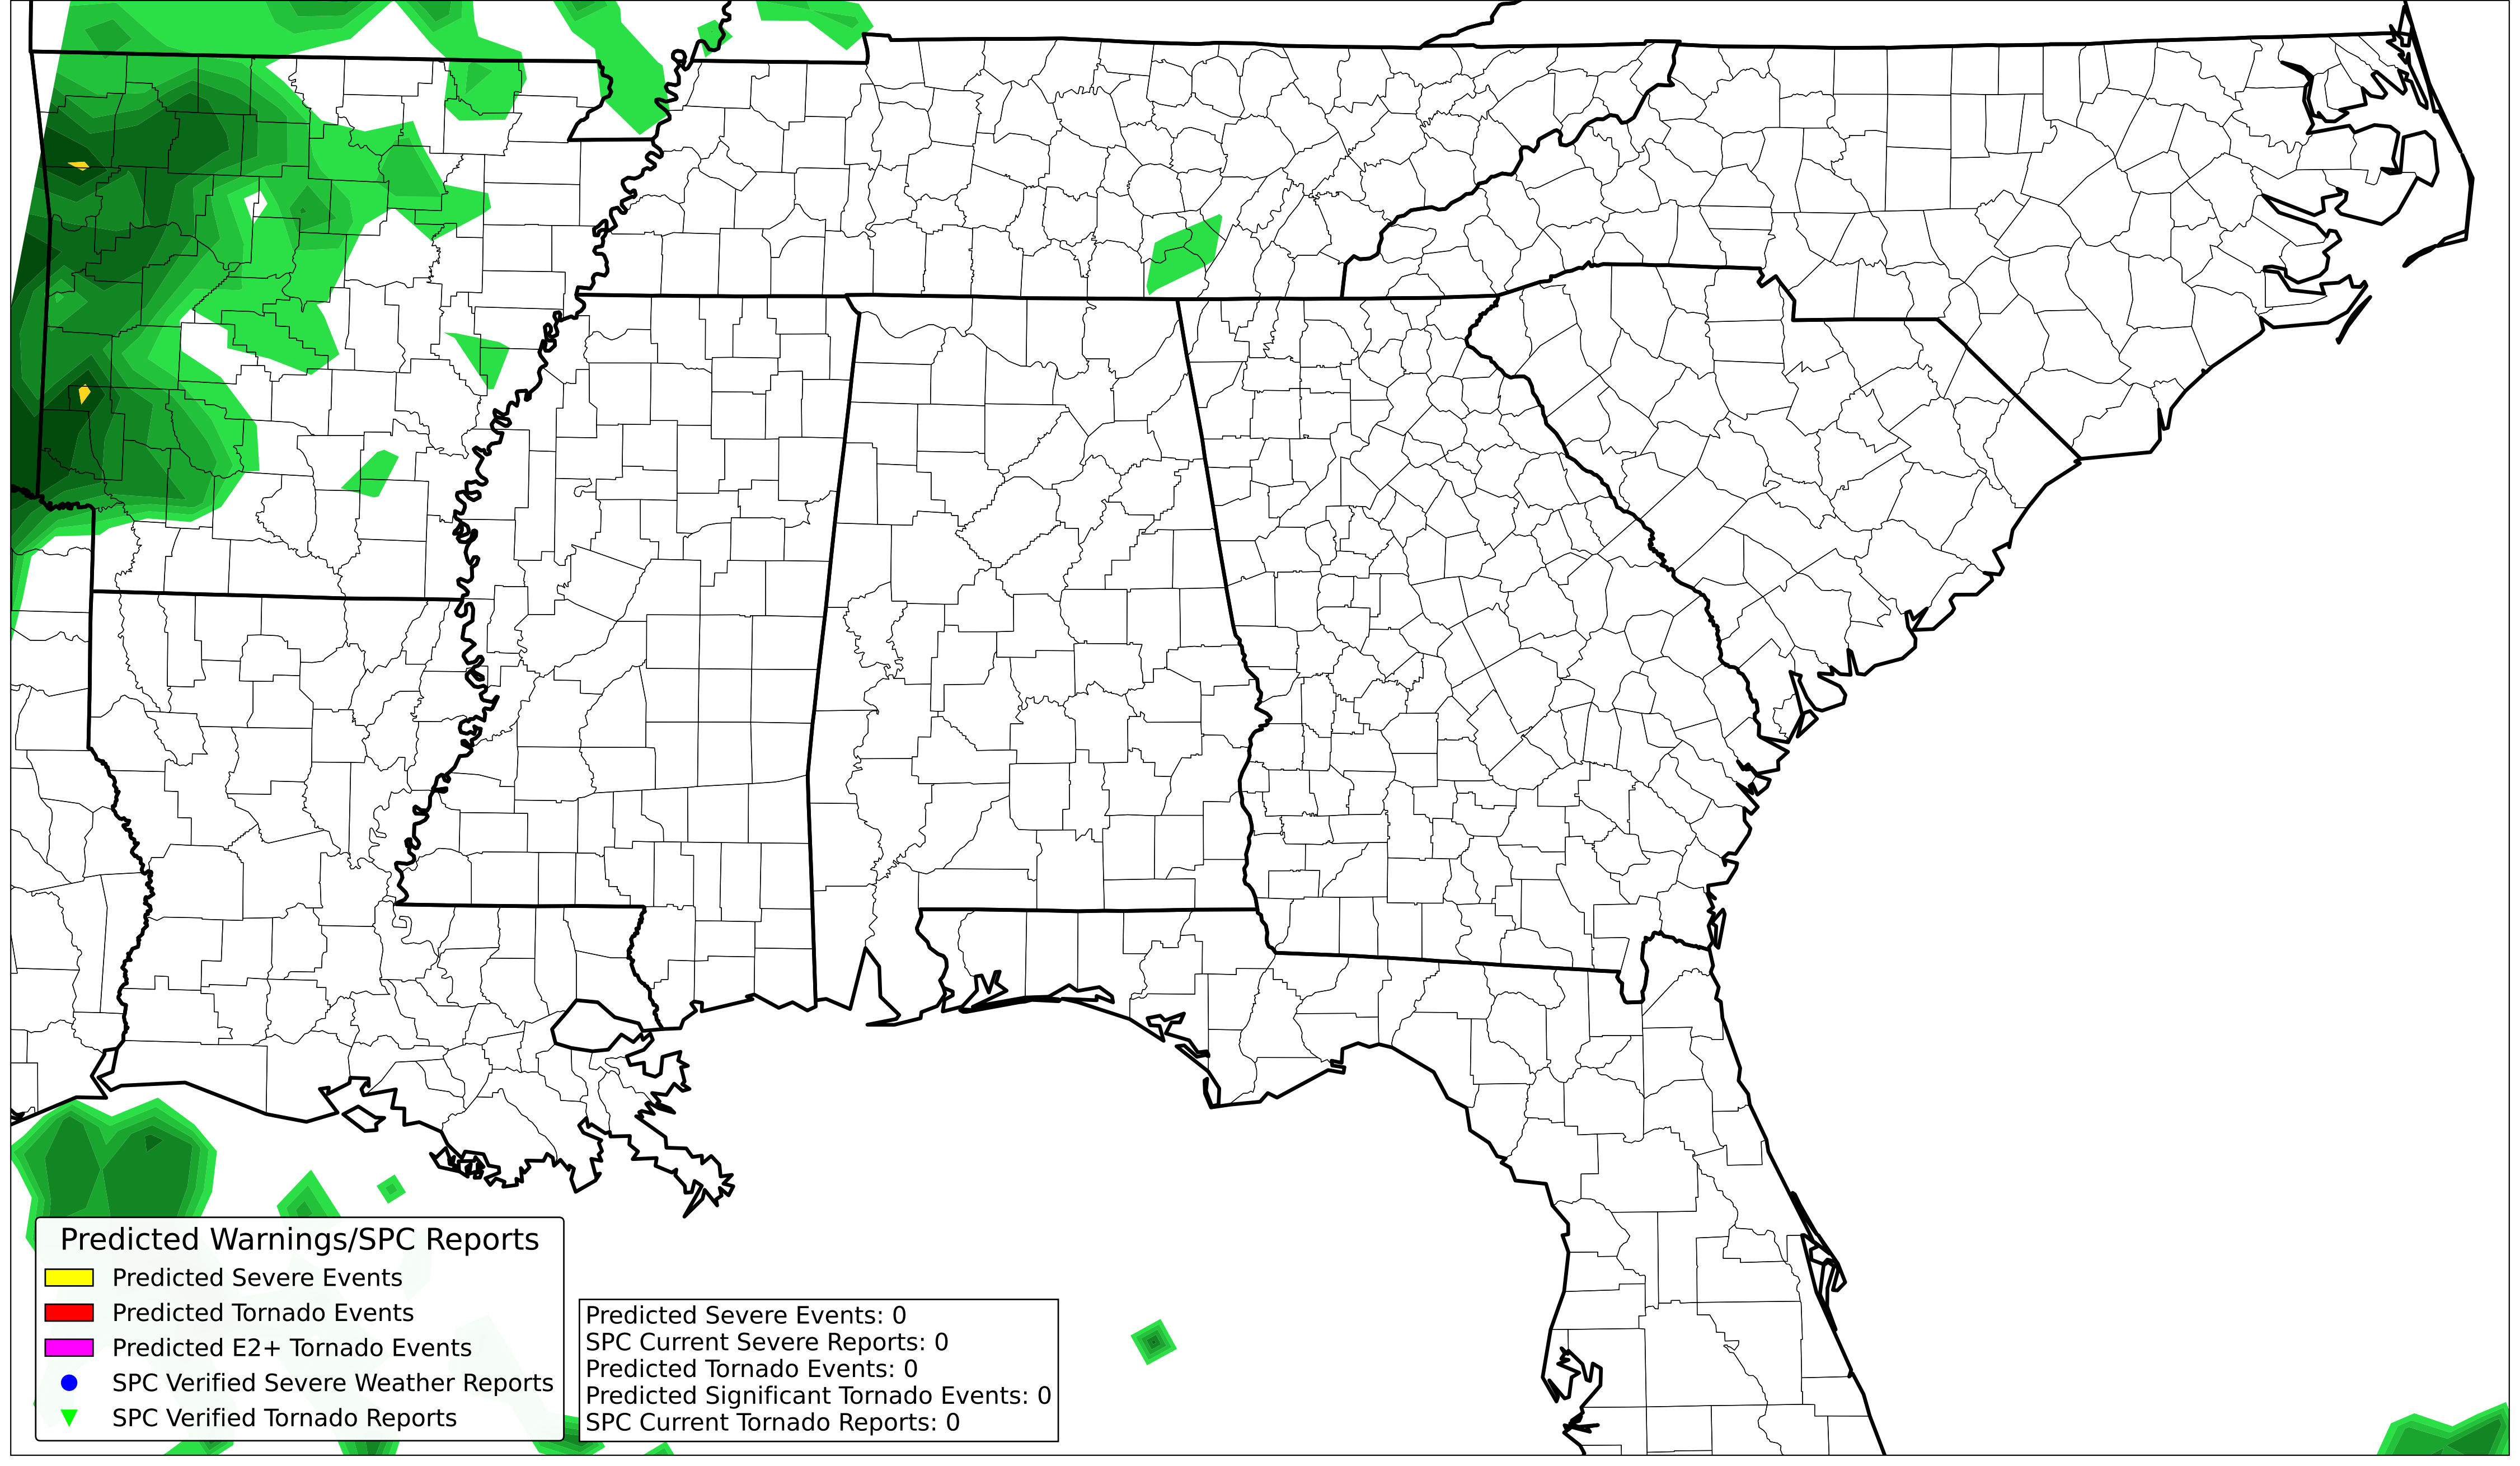 Predicted Warnings/SPC Reports
Predicted Severe Events
Predicted Tornado Events
Predicted E2+ Tornado Events
SPC Verified Severe Weather Reports
SPC Verified Tornado Reports
Predicted Severe Events: 0
SPC Current Severe Reports: 0
Predicted Tornado Events: 0
Predicted Significant Tornado Events: 0
SPC Current Tornado Reports: 0